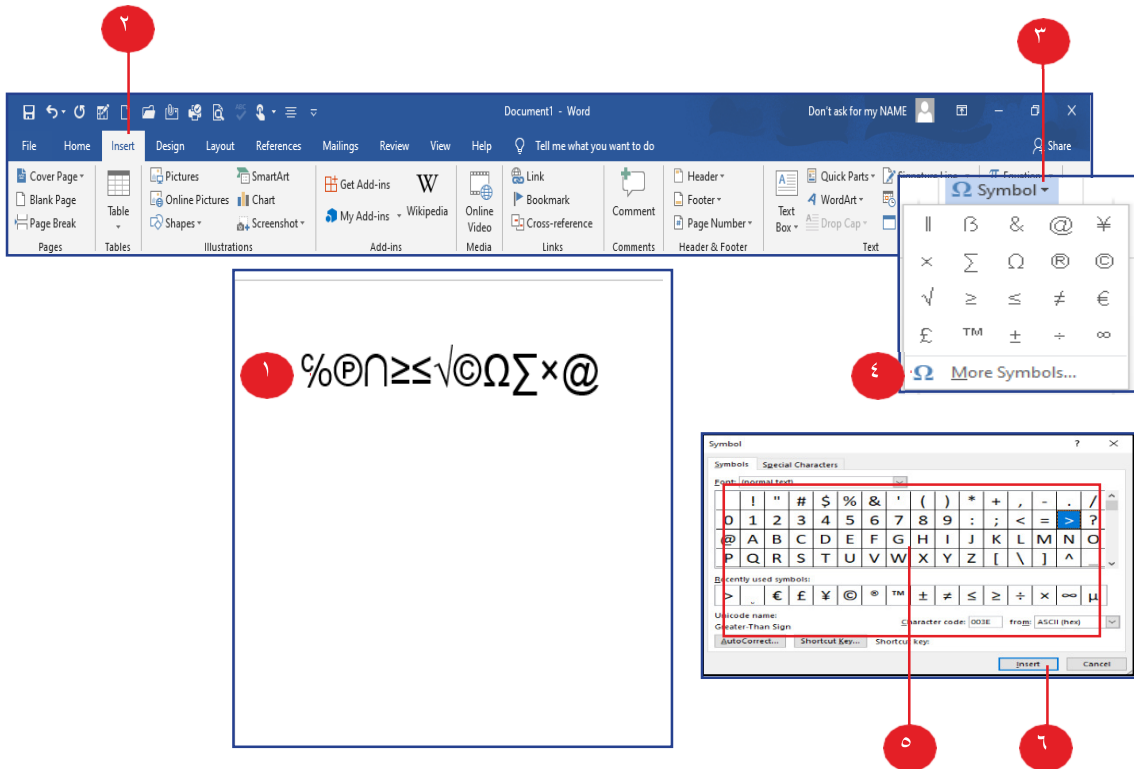 ٢
٣
Document1 - Word
Don't ask for my NAME
File Home Insert Design Layout References Mailings Review View Help Tell me what you want to do Share
Cover Page
Blank Page
Page Break
Pages
Table
Tables
Pictures
Online Pictures
Shapes
SmartArt
Chart
Screenshot
Illustrations
Get Add-ins
My Add-ins
W
Wikipedia
Add-ins
Online
Video
Media
Link
Bookmark
Cross-reference
Links
Comment
Comments
Header
Footer
Page Number
Header & Footer
A
Text
Box
Quick Parts
WordArt
Drop Cap
Text
Signature Line
π Equation
Ω Symbol
‖ β & @ ¥
× ∑ Ω ® ©
√ ≥ ≤ ≠ €
£ ™ ± ÷ ∞
٤
Ω More Symbols...
١
℅℗∩≥≤√©Ω∑×@
Symbol ? ×
Symbols Special Characters
Font: (normal text)
! " # $ % & ' ( ) * + , - . /
0 1 2 3 4 5 6 7 8 9 : ; < = > ?
@ A B C D E F G H I J K L M N O
P Q R S T U V W X Y Z [ \ ] ^ _
Recently used symbols:
> ˬ € £ ¥ © ® ™ ± ≠ ≤ ≥ ÷ × ∞ µ
Unicode name:
Greater-Than Sign
Character code: 003E from: ASCII (hex)
AutoCorrect... Shortcut Key... Shortcut key:
Insert Cancel
٥
٦